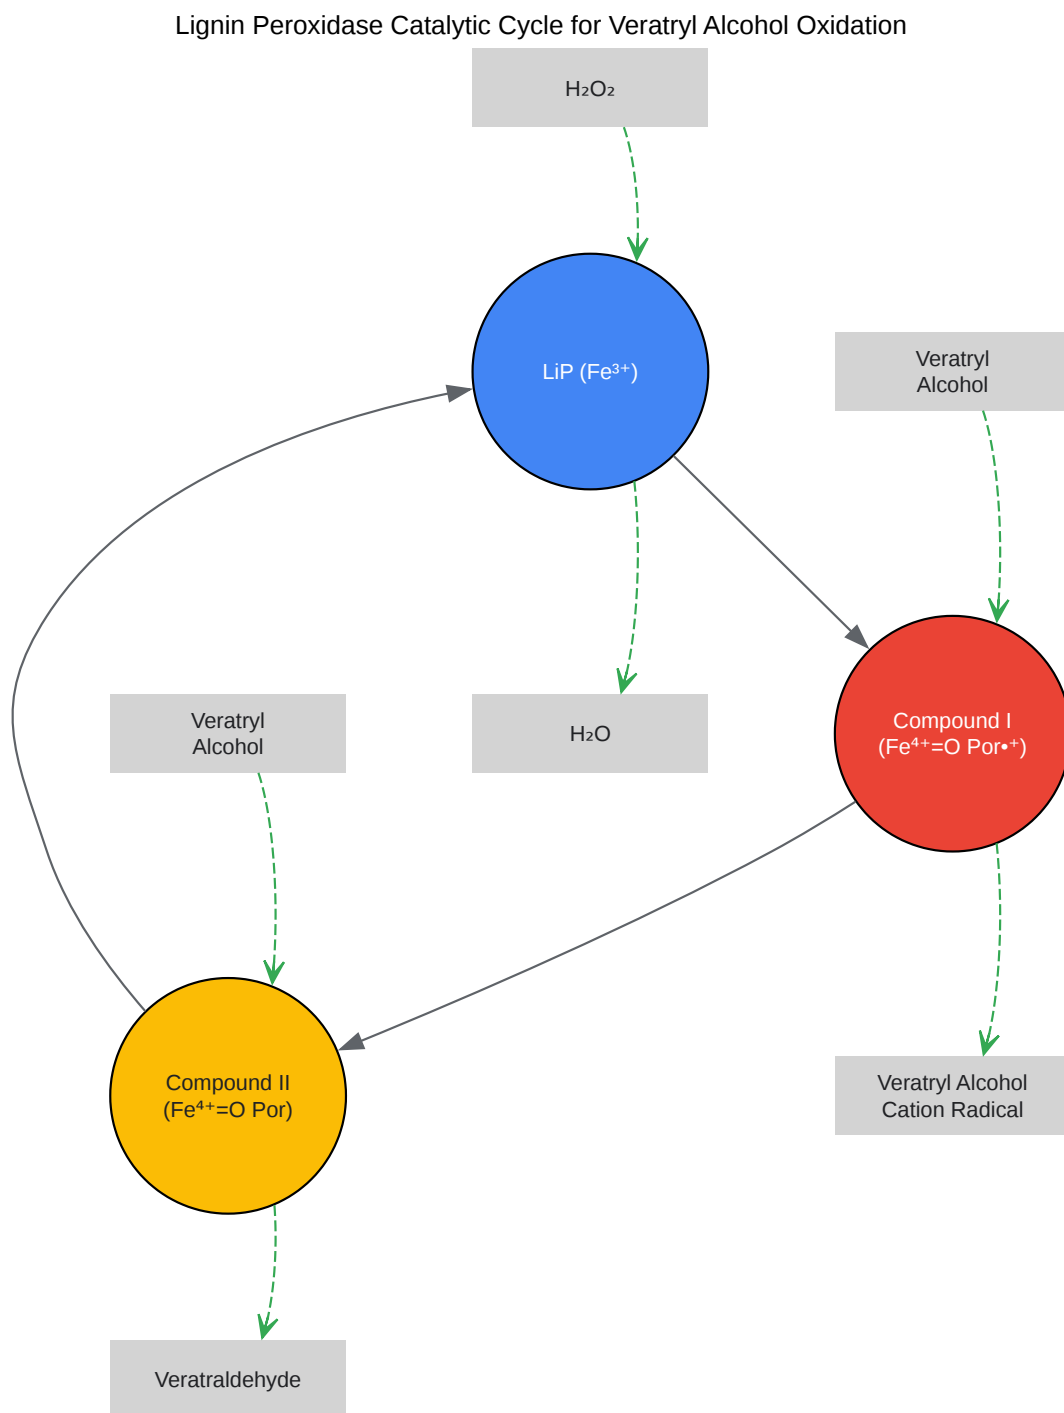 Lignin Peroxidase Catalytic Cycle for Veratryl Alcohol Oxidation
H₂O₂
LiP (Fe³⁺)
Veratryl
Alcohol
Veratryl
Alcohol
H₂O
Compound I
(Fe⁴⁺=O Por•⁺)
Compound II
(Fe⁴⁺=O Por)
Veratryl Alcohol
Cation Radical
Veratraldehyde